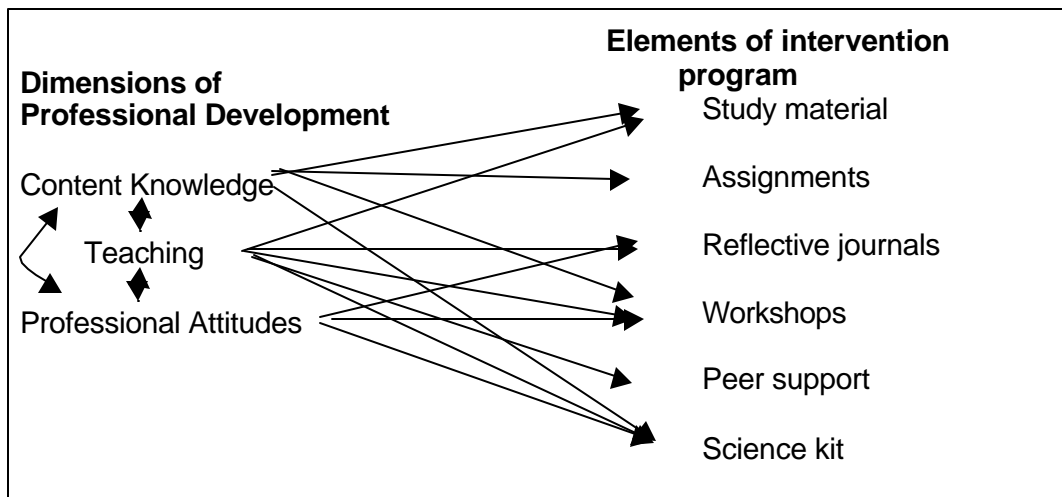 Dimensions of
Professional Development
Content Knowledge
Teaching
Professional Attitudes
Elements of intervention
program
Study material
Assignments
Reflective journals
Workshops
Peer support
Science kit